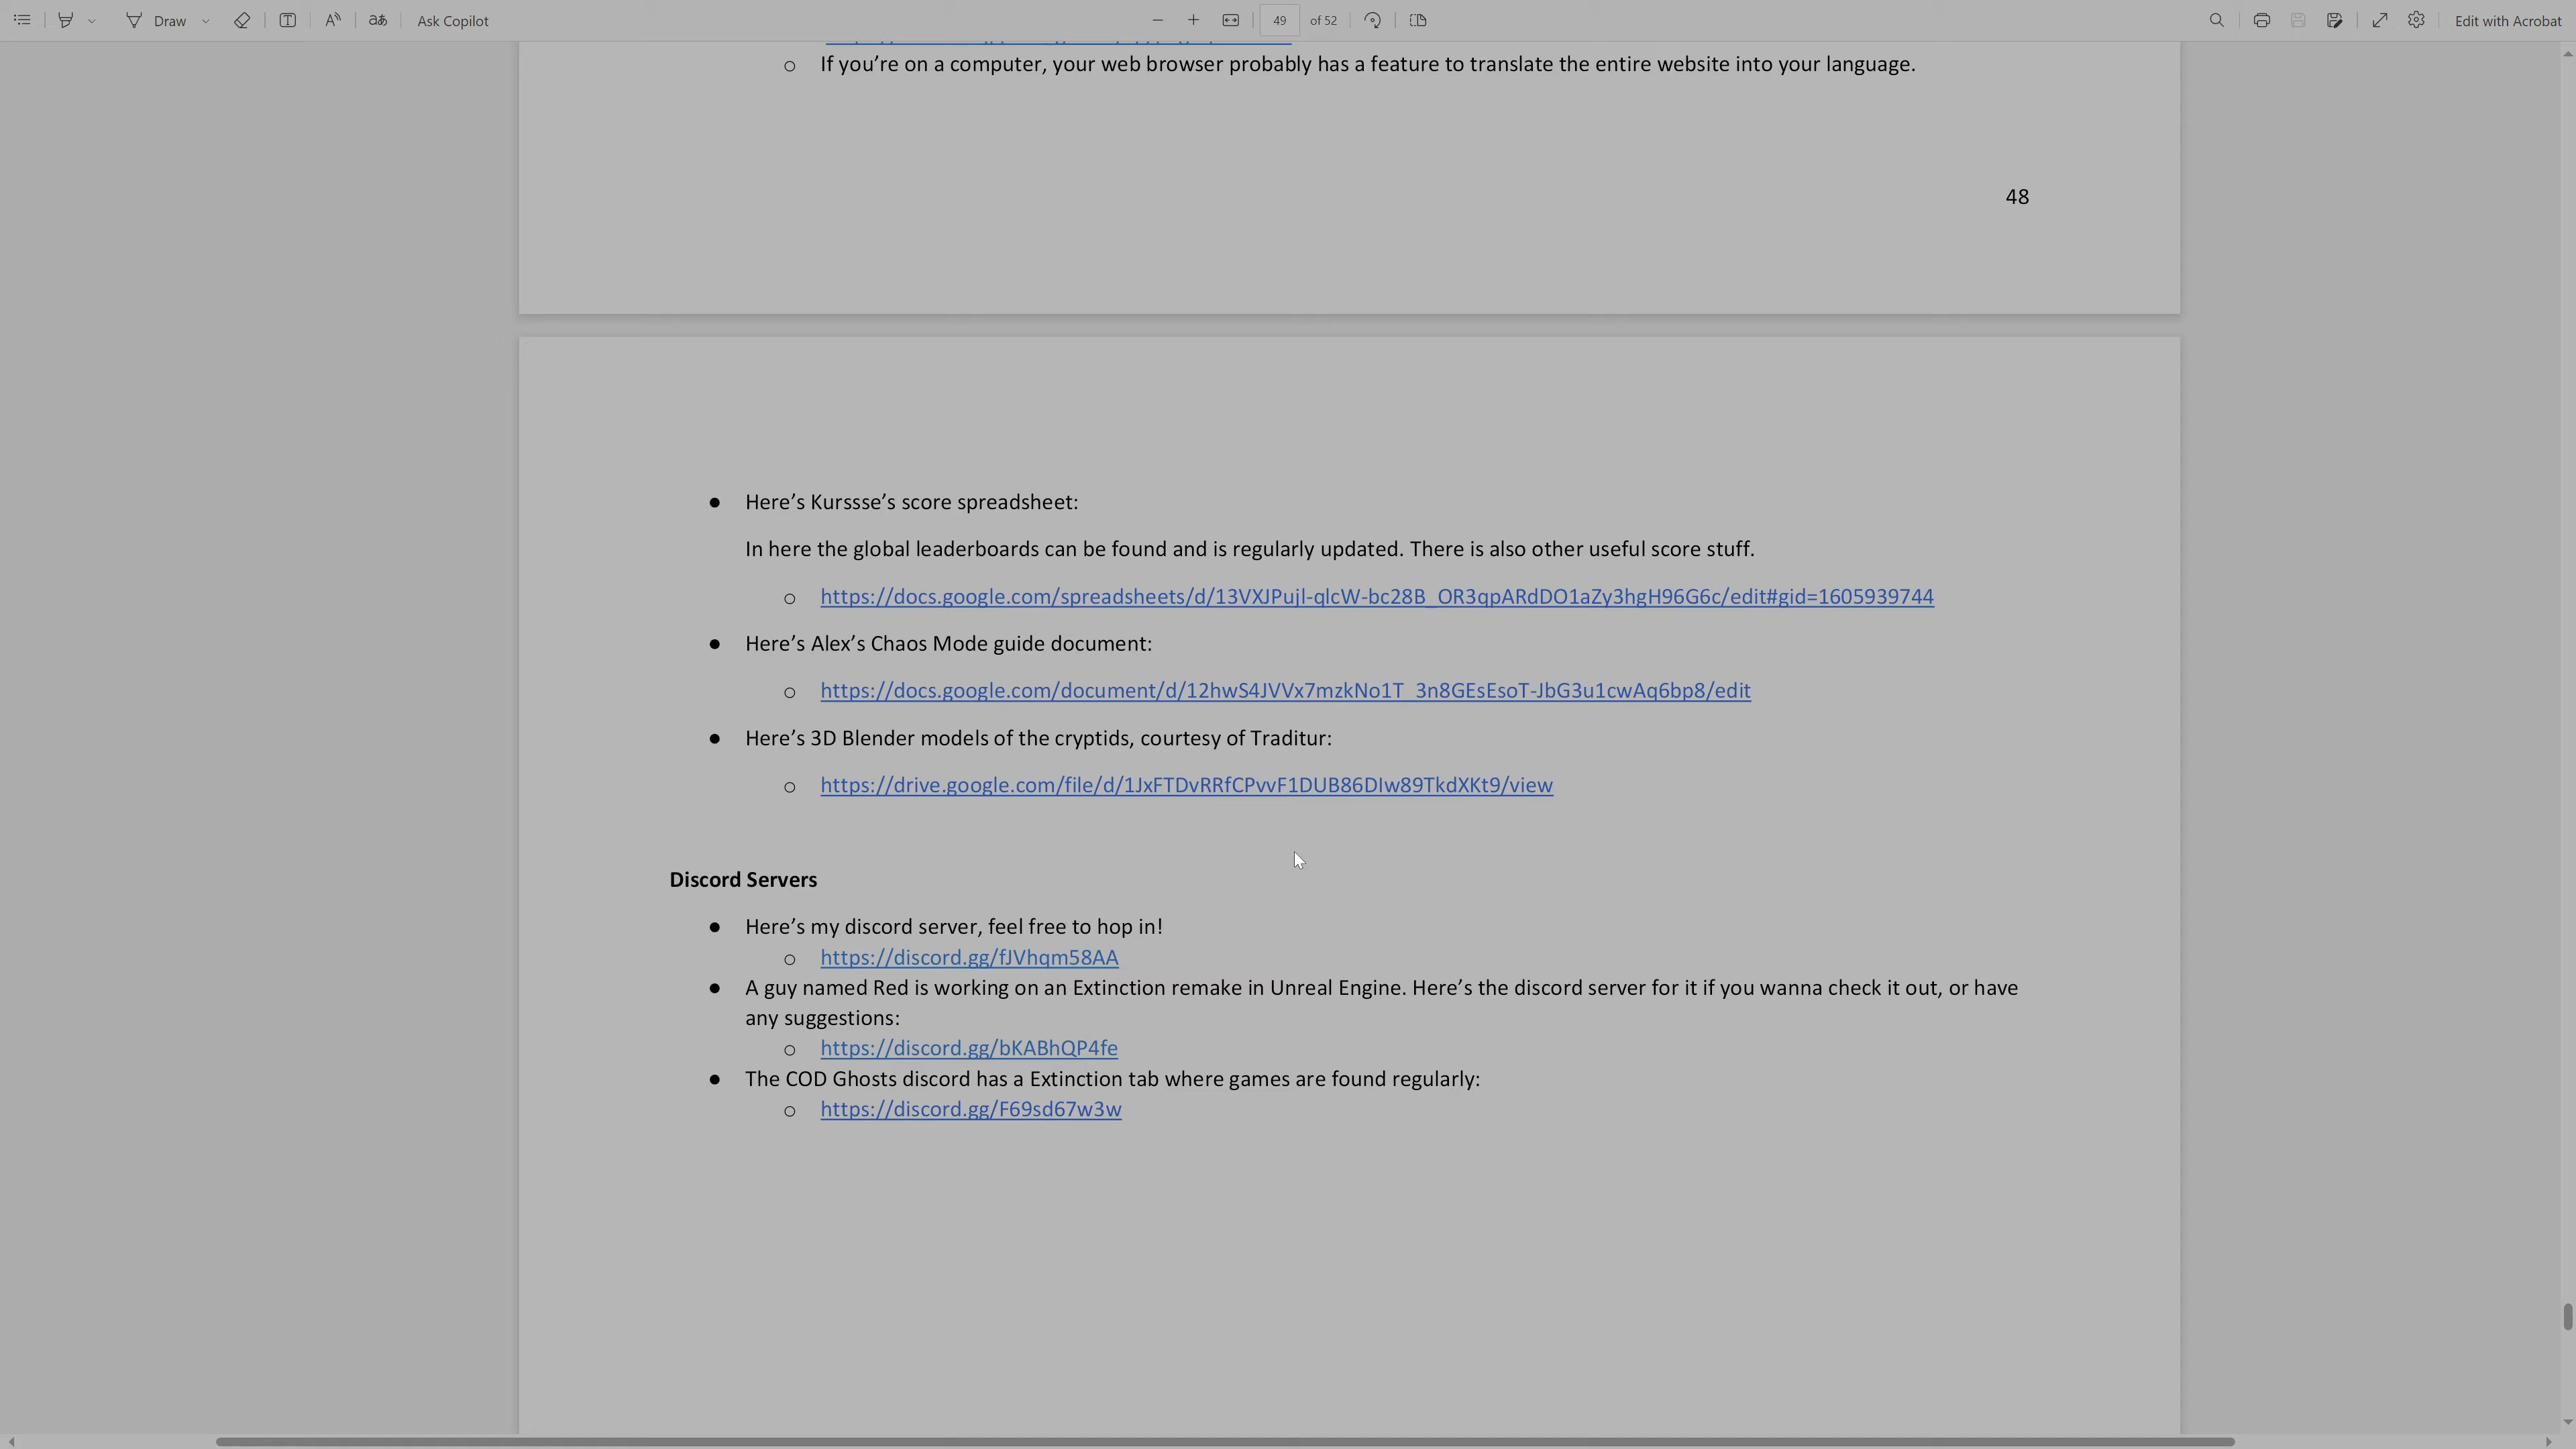 Draw
Ask Copilot
49 of 52
Edit with Acrobat
o If you’re on a computer, your web browser probably has a feature to translate the entire website into your language.
48
● Here’s Kurssse’s score spreadsheet:
In here the global leaderboards can be found and is regularly updated. There is also other useful score stuff.
o https://docs.google.com/spreadsheets/d/13VXJPujl-qlcW-bc28B_OR3qpARdDO1aZy3hgH96G6c/edit#gid=1605939744
● Here’s Alex’s Chaos Mode guide document:
o https://docs.google.com/document/d/12hwS4JVVx7mzkNo1T_3n8GEsEsoT-JbG3u1cwAq6bp8/edit
● Here’s 3D Blender models of the cryptids, courtesy of Traditur:
o https://drive.google.com/file/d/1JxFTDvRRfCPvvF1DUB86DIw89TkdXKt9/view
Discord Servers
● Here’s my discord server, feel free to hop in!
o https://discord.gg/fJVhqm58AA
● A guy named Red is working on an Extinction remake in Unreal Engine. Here’s the discord server for it if you wanna check it out, or have
any suggestions:
o https://discord.gg/bKABhQP4fe
● The COD Ghosts discord has a Extinction tab where games are found regularly:
o https://discord.gg/F69sd67w3w